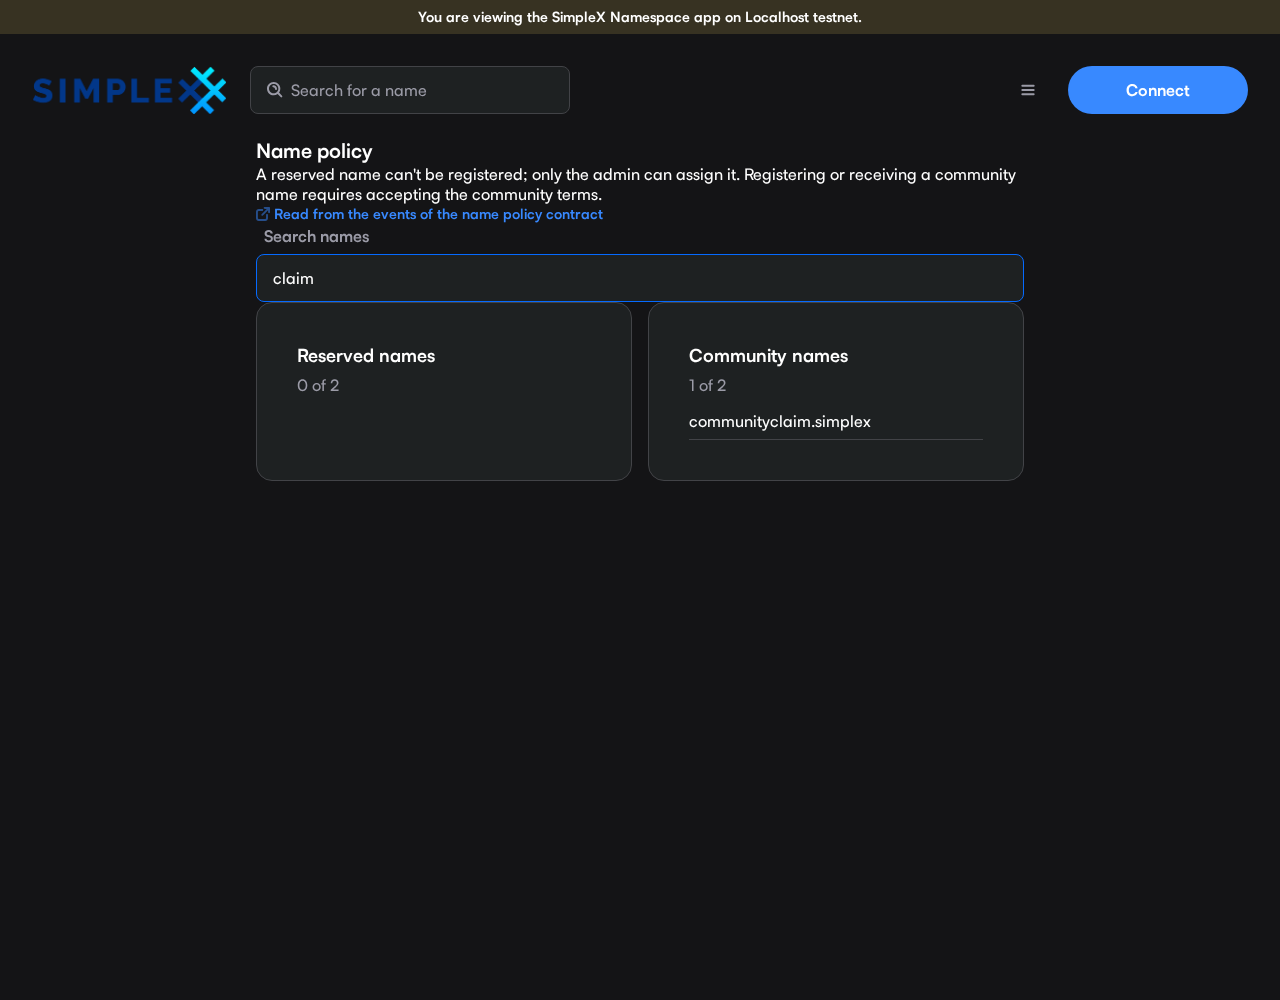 You are viewing the SimpleX Namespace app on Localhost testnet.
SIMPLEX
Search for a name
Connect
Name policy
A reserved name can't be registered; only the admin can assign it. Registering or receiving a community
name requires accepting the community terms.
Read from the events of the name policy contract
Search names
claim
Reserved names
0 of 2
Community names
1 of 2
communityclaim.simplex